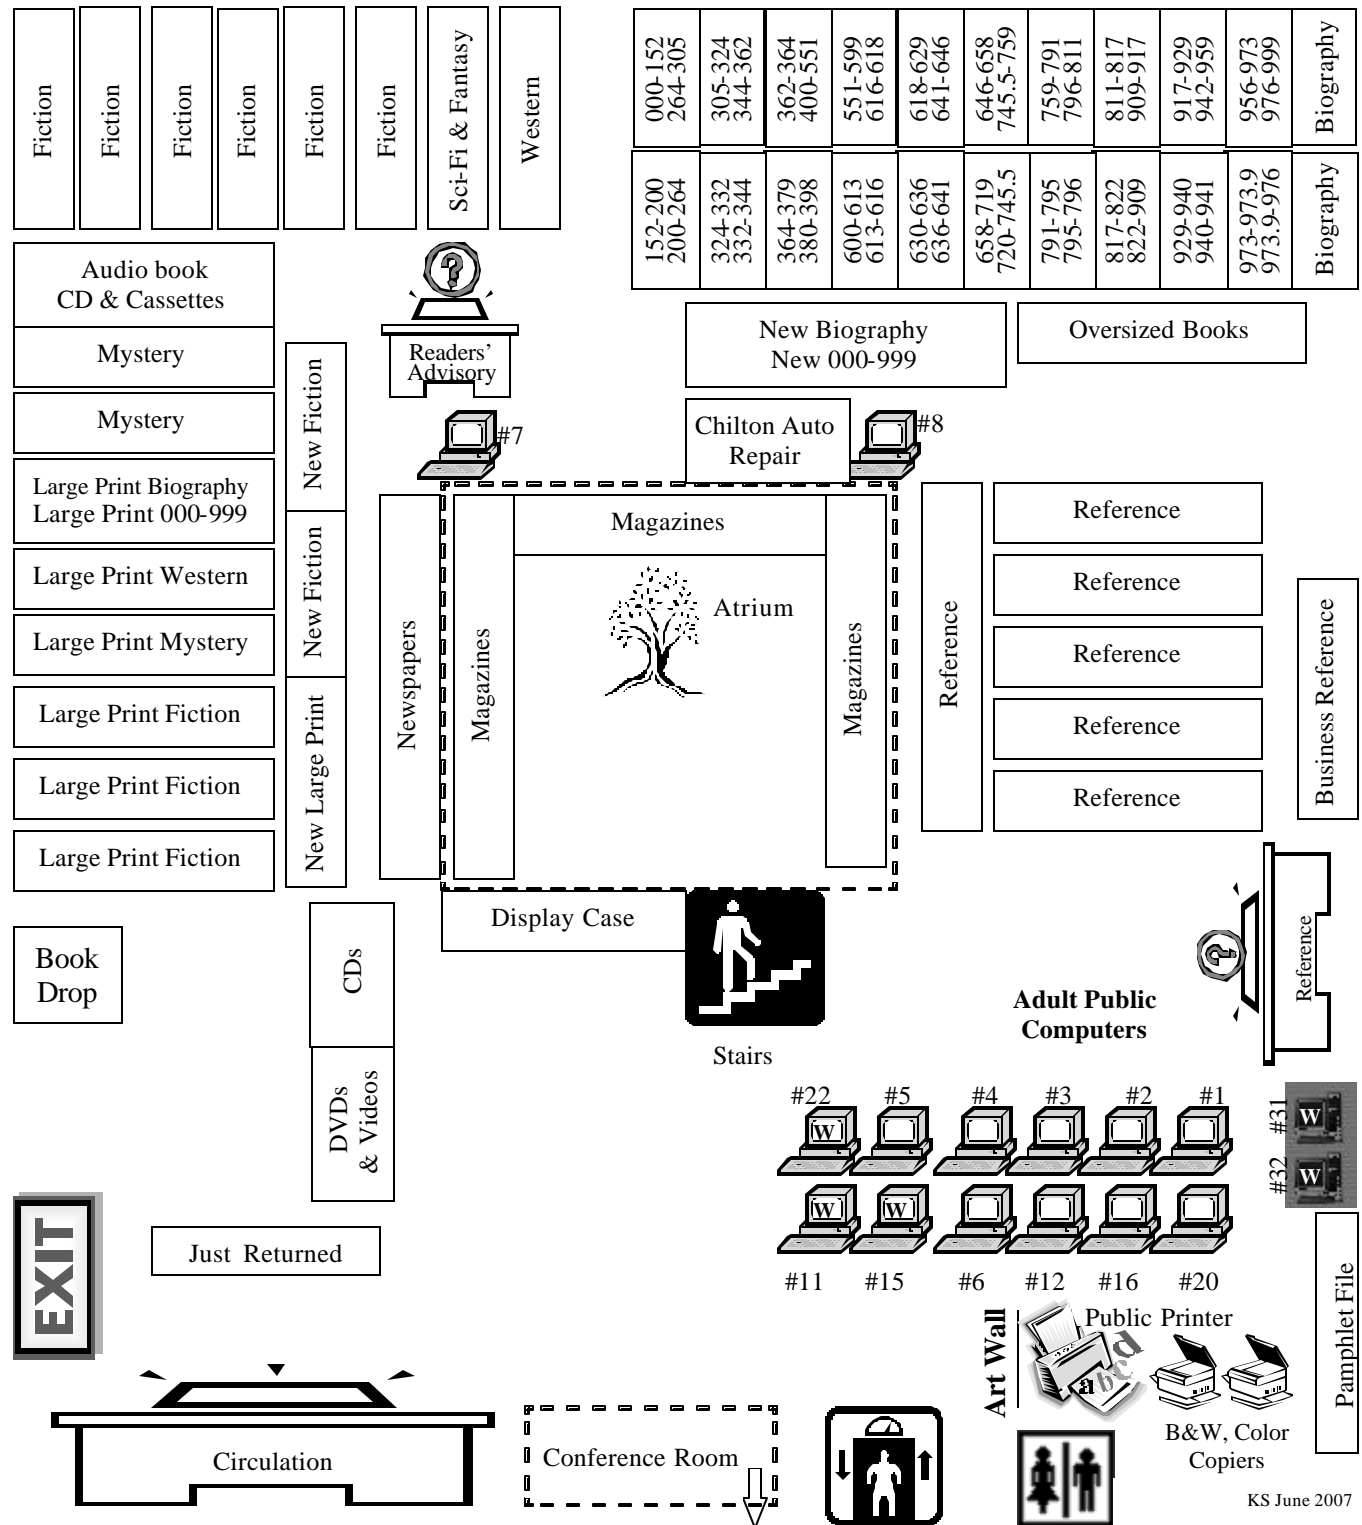 Fiction
Fiction
Fiction
Fiction
Fiction
Fiction
Sci-Fi & Fantasy
Western
000-152
264-305
305-324
344-362
362-364
400-551
551-599
616-618
618-629
641-646
646-658
745.5-759
759-791
796-811
811-817
909-917
917-929
942-959
956-973
976-999
Biography
152-200
200-264
324-332
332-344
364-379
380-398
600-613
613-616
630-636
636-641
658-719
720-745.5
791-795
795-796
817-822
822-909
929-940
940-941
973-973.9
973.9-976
Biography
Audio book
CD & Cassettes
Mystery
Mystery
Large Print Biography
Large Print 000-999
Large Print Western
Large Print Mystery
Large Print Fiction
Large Print Fiction
Large Print Fiction
New Fiction
New Fiction
New Large Print
?
Readers'
Advisory
#7
New Biography
New 000-999
Oversized Books
Chilton Auto
Repair
#8
Newspapers
Magazines
Magazines
Atrium
Magazines
Reference
Reference
Reference
Reference
Reference
Reference
Business Reference
Display Case
Stairs
Book
Drop
CDs
DVDs
& Videos
?
Reference
Adult Public
Computers
#22
#5
#4
#3
#2
#1
W
#31
W
#32
W
W
W
#11
#15
#6
#12
#16
#20
EXIT
Just Returned
Circulation
Conference Room
Art Wall
Public Printer
abcd
B&W, Color
Copiers
Pamphlet File
KS June 2007